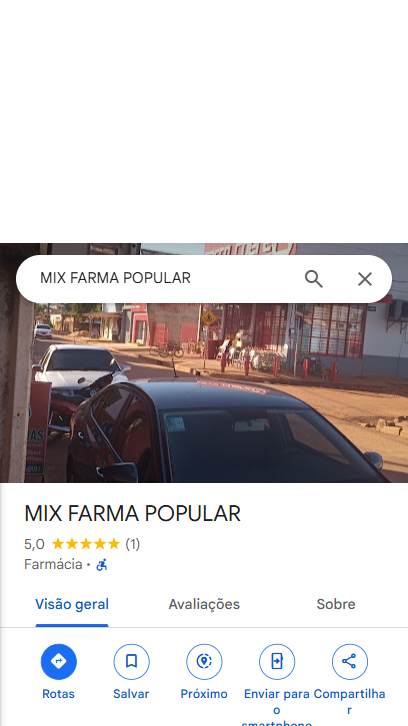 MIX FARMA POPULAR
MIX FARMA POPULAR
5,0 (1)
Farmácia ·
Visão geral
Avaliações
Sobre
Rotas
Salvar
Próximo
Enviar para
o
smartphone
Compartilha
r